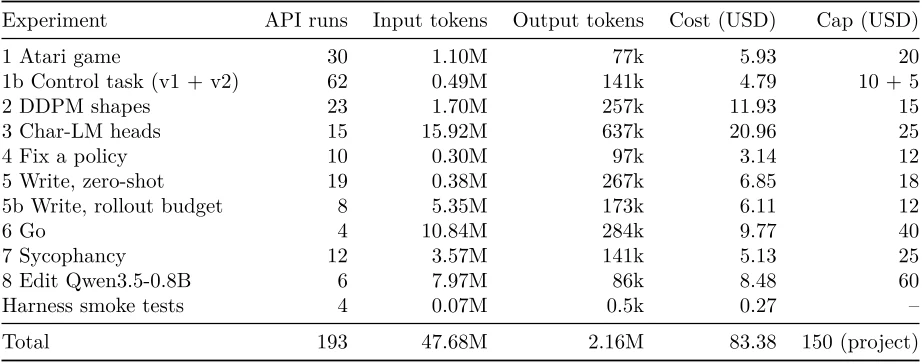 Experiment API runs Input tokens Output tokens Cost (USD) Cap (USD)
1 Atari game 30 1.10M 77k 5.93 20
1b Control task (v1 + v2) 62 0.49M 141k 4.79 10 + 5
2 DDPM shapes 23 1.70M 257k 11.93 15
3 Char-LM heads 15 15.92M 637k 20.96 25
4 Fix a policy 10 0.30M 97k 3.14 12
5 Write, zero-shot 19 0.38M 267k 6.85 18
5b Write, rollout budget 8 5.35M 173k 6.11 12
6 Go 4 10.84M 284k 9.77 40
7 Sycophancy 12 3.57M 141k 5.13 25
8 Edit Qwen3.5-0.8B 6 7.97M 86k 8.48 60
Harness smoke tests 4 0.07M 0.5k 0.27 –
Total 193 47.68M 2.16M 83.38 150 (project)